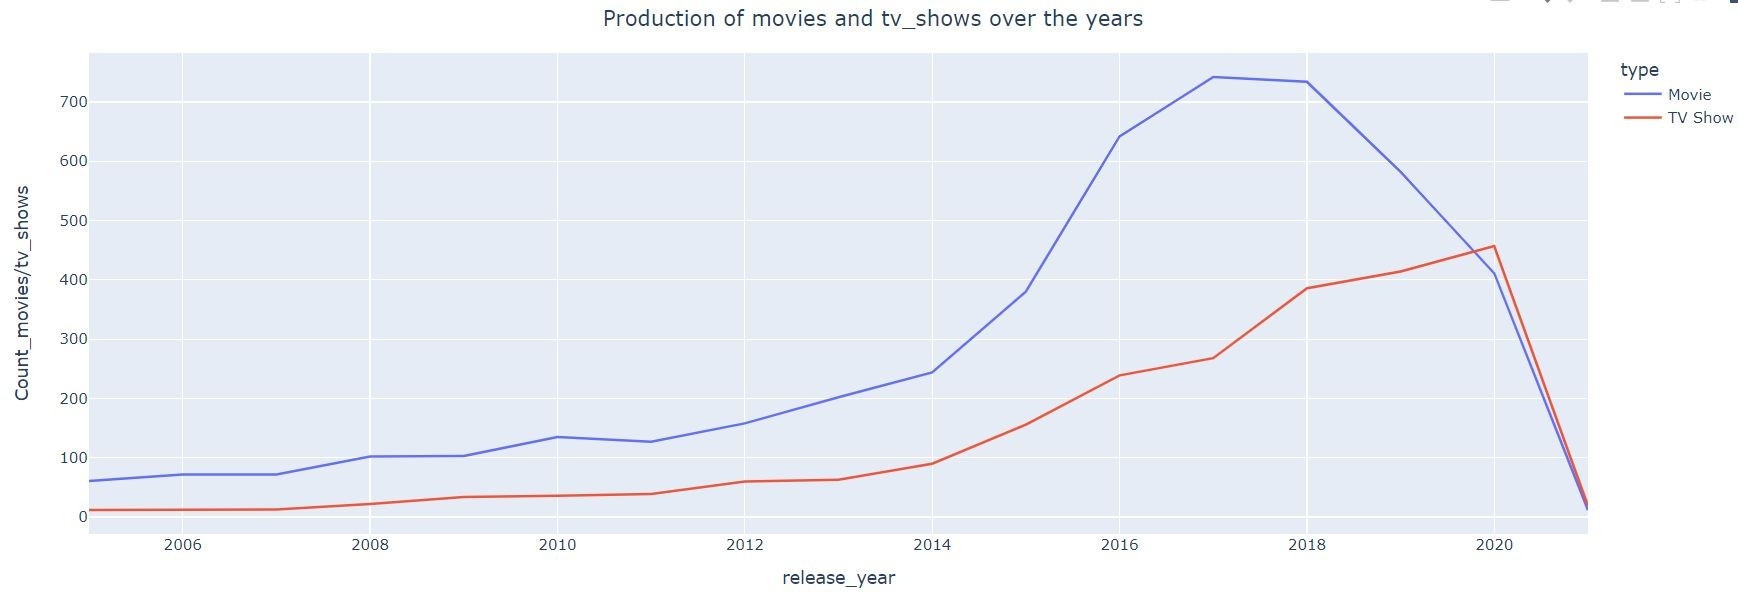 Production of movies and tv_shows over the years
type
Movie
TV Show
Count_movies/tv_shows
700
600
500
400
300
200
100
0
2006
2008
2010
2012
2014
2016
2018
2020
release_year